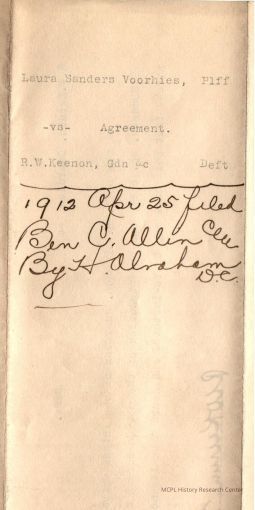 Laura Sanders Voorhies, Plff
-vs- Agreement.
R.W.Keenon, Gdn &c Deft
1912 Apr 25 filed
Ben C. Allen Clk
By H. Abraham
D.C.
MCPL History Research Center